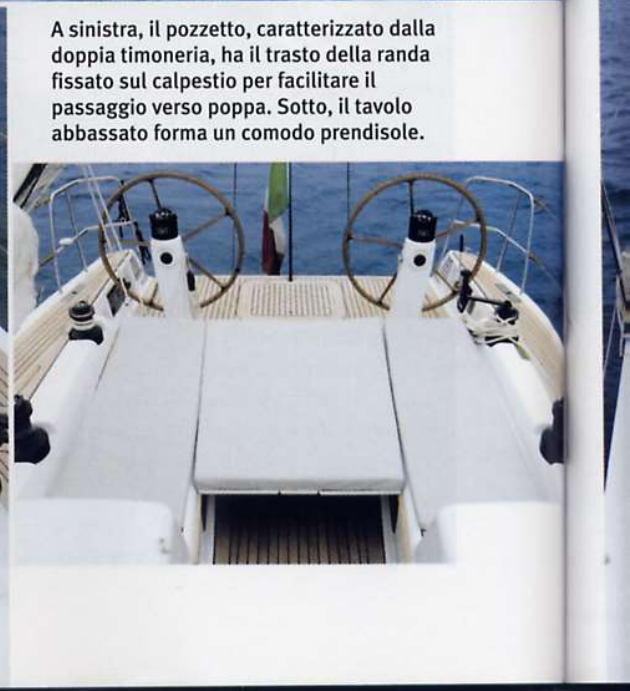 A sinistra, il pozzetto, caratterizzato dalla
doppia timoneria, ha il trasto della randa
fissato sul calpestio per facilitare il
passaggio verso poppa. Sotto, il tavolo
abbassato forma un comodo prendisole.